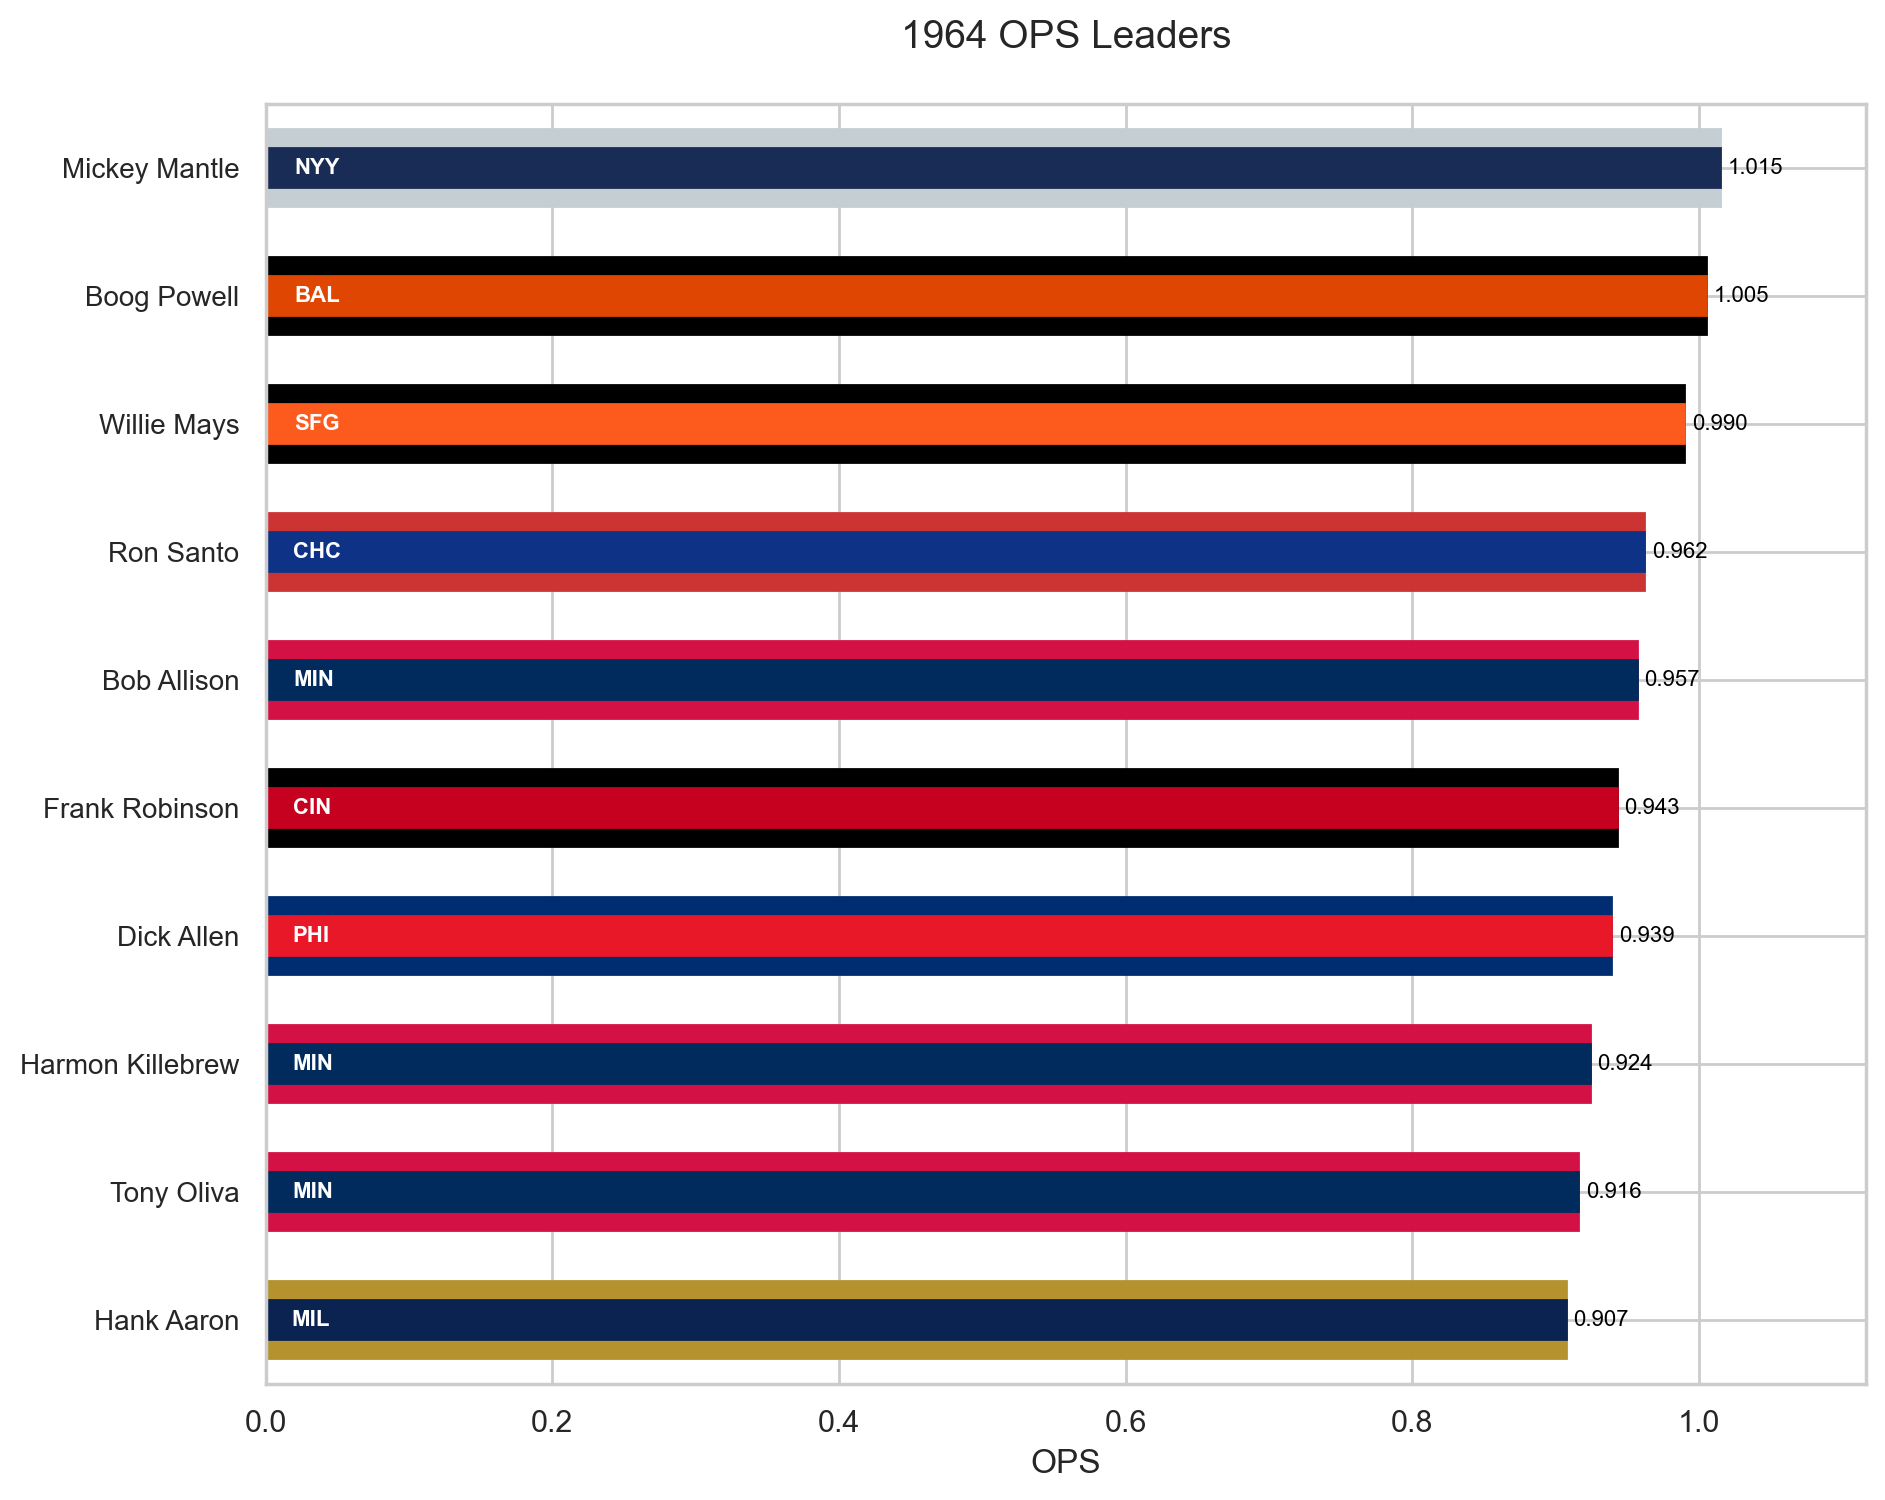 1964 OPS Leaders
Mickey Mantle NYY 1.015
Boog Powell BAL 1.005
Willie Mays SFG 0.990
Ron Santo CHC 0.962
Bob Allison MIN 0.957
Frank Robinson CIN 0.943
Dick Allen PHI 0.939
Harmon Killebrew MIN 0.924
Tony Oliva MIN 0.916
Hank Aaron MIL 0.907
0.0 0.2 0.4 0.6 0.8 1.0
OPS